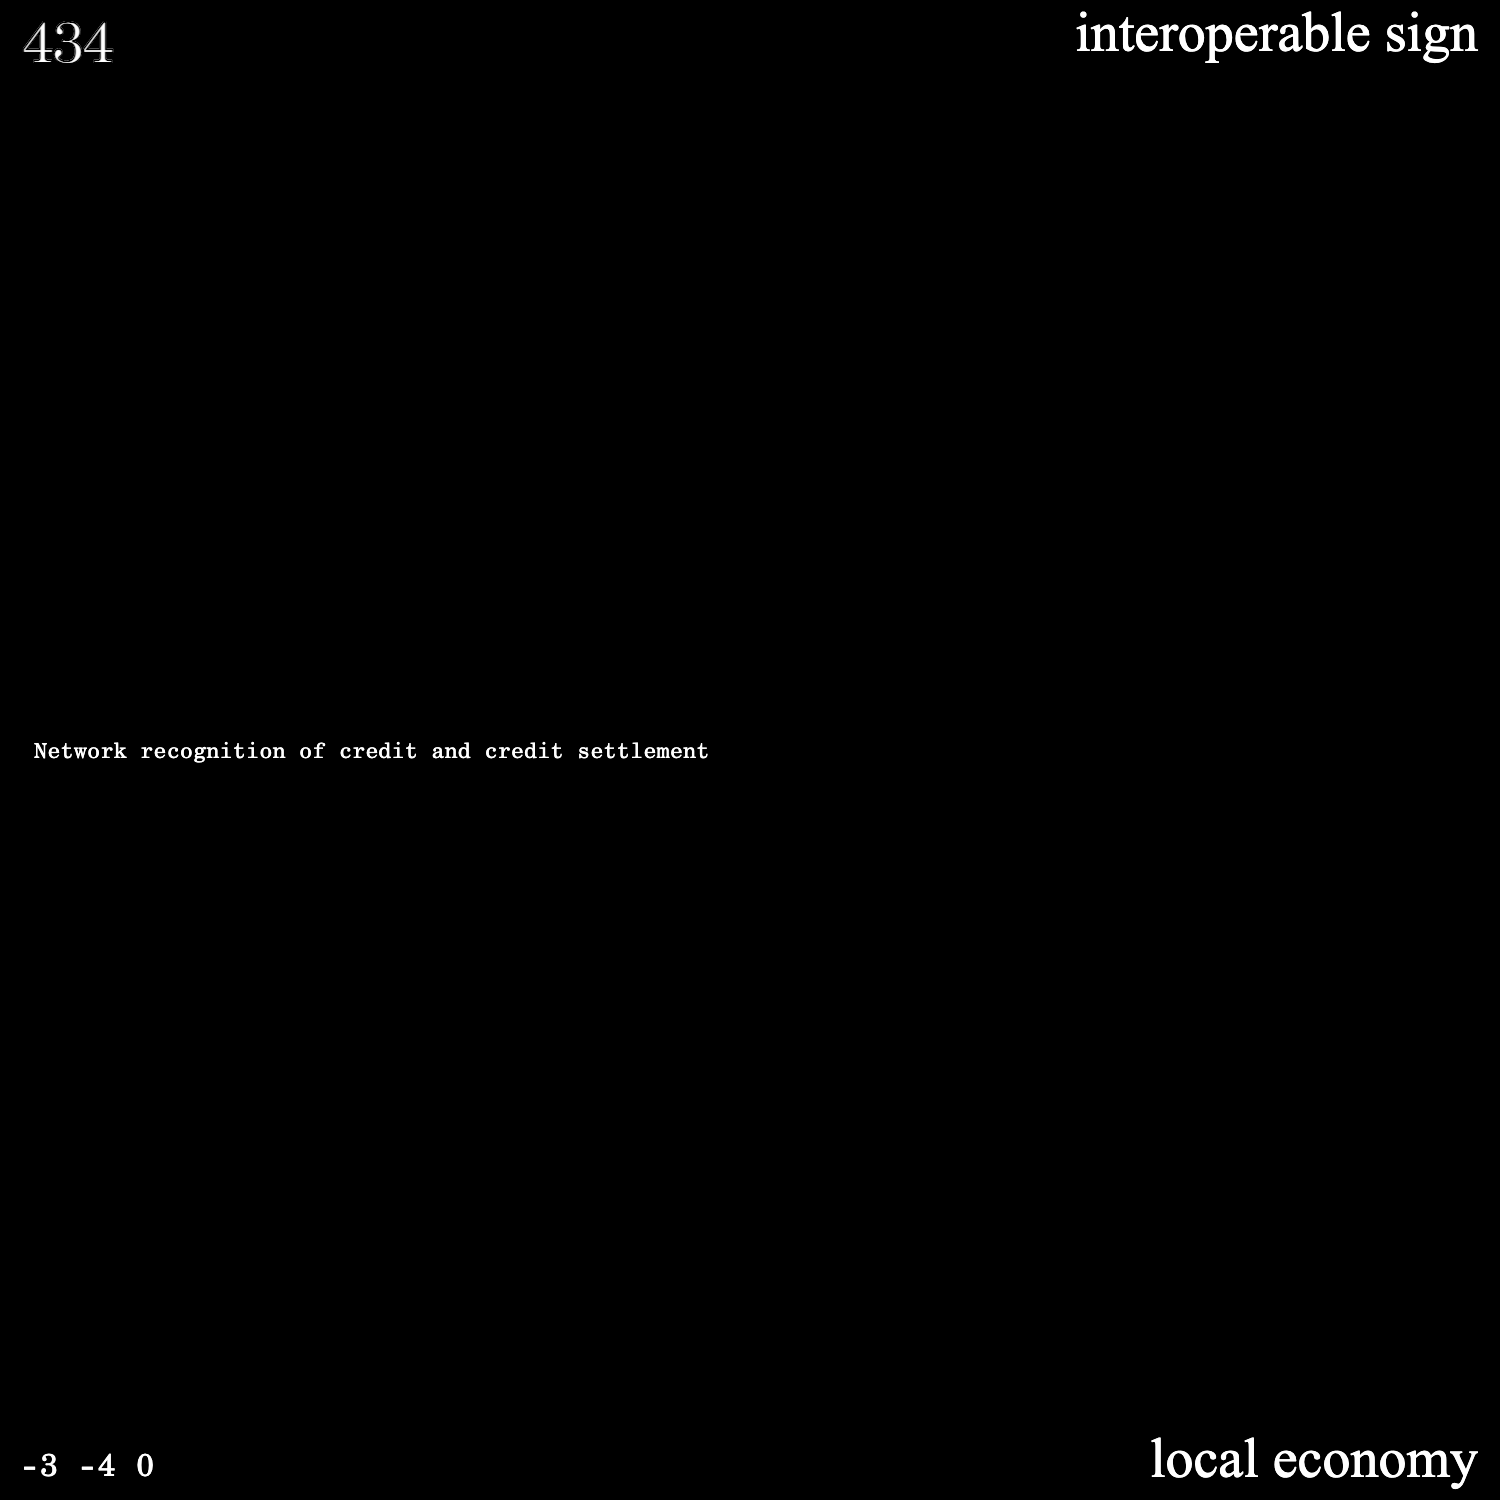 434
interoperable sign
Network recognition of credit and credit settlement
-3 -4 0
local economy